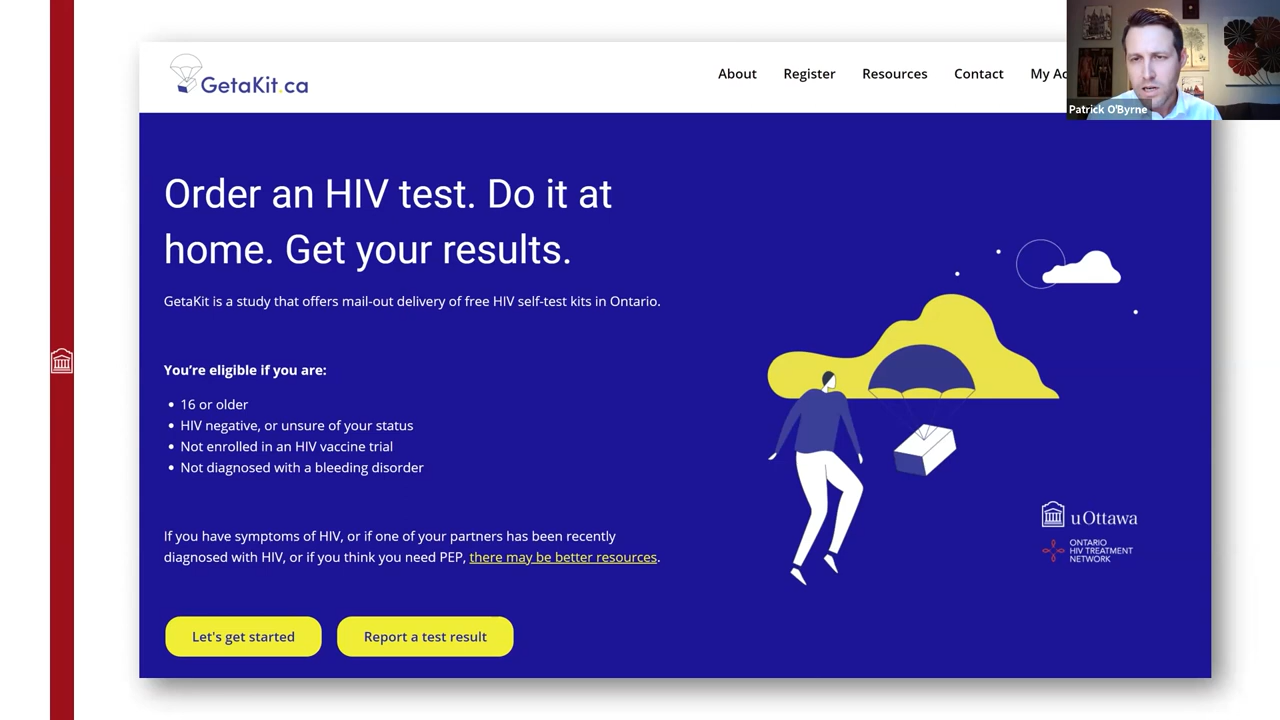 GetaKit.ca
About
Register
Resources
Contact
My Ac
Patrick O'Byrne
Order an HIV test. Do it at
home. Get your results.
GetaKit is a study that offers mail-out delivery of free HIV self-test kits in Ontario.
You're eligible if you are:
• 16 or older
• HIV negative, or unsure of your status
• Not enrolled in an HIV vaccine trial
• Not diagnosed with a bleeding disorder
If you have symptoms of HIV, or if one of your partners has been recently
diagnosed with HIV, or if you think you need PEP, there may be better resources.
Let's get started
Report a test result
uOttawa
ONTARIO
HIV TREATMENT
NETWORK